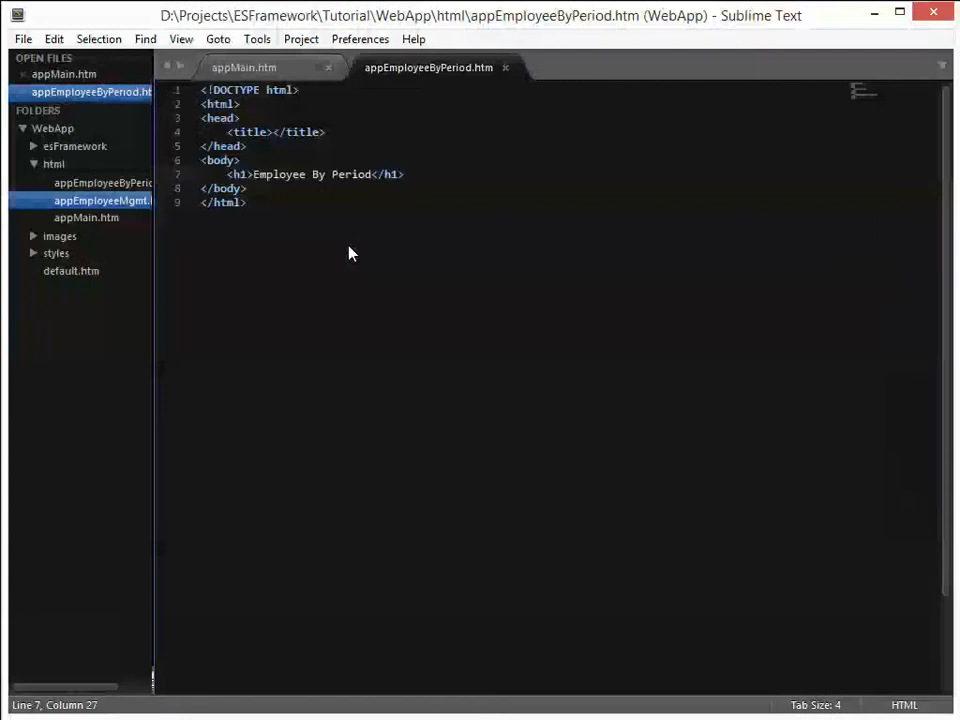 D:\Projects\ESFramework\Tutorial\WebApp\html\appEmployeeByPeriod.htm (WebApp) - Sublime Text
File Edit Selection Find View Goto Tools Project Preferences Help
OPEN FILES
appMain.htm
appEmployeeByPeriod.ht
FOLDERS
WebApp
esFramework
html
appEmployeeByPeric
appEmployeeMgmt.
appMain.htm
images
styles
default.htm
appMain.htm × appEmployeeByPeriod.htm ×
1 <!DOCTYPE html>
2 <html>
3 <head>
4 <title></title>
5 </head>
6 <body>
7 <h1>Employee By Period</h1>
8 </body>
9 </html>
Line 7, Column 27 Tab Size: 4 HTML